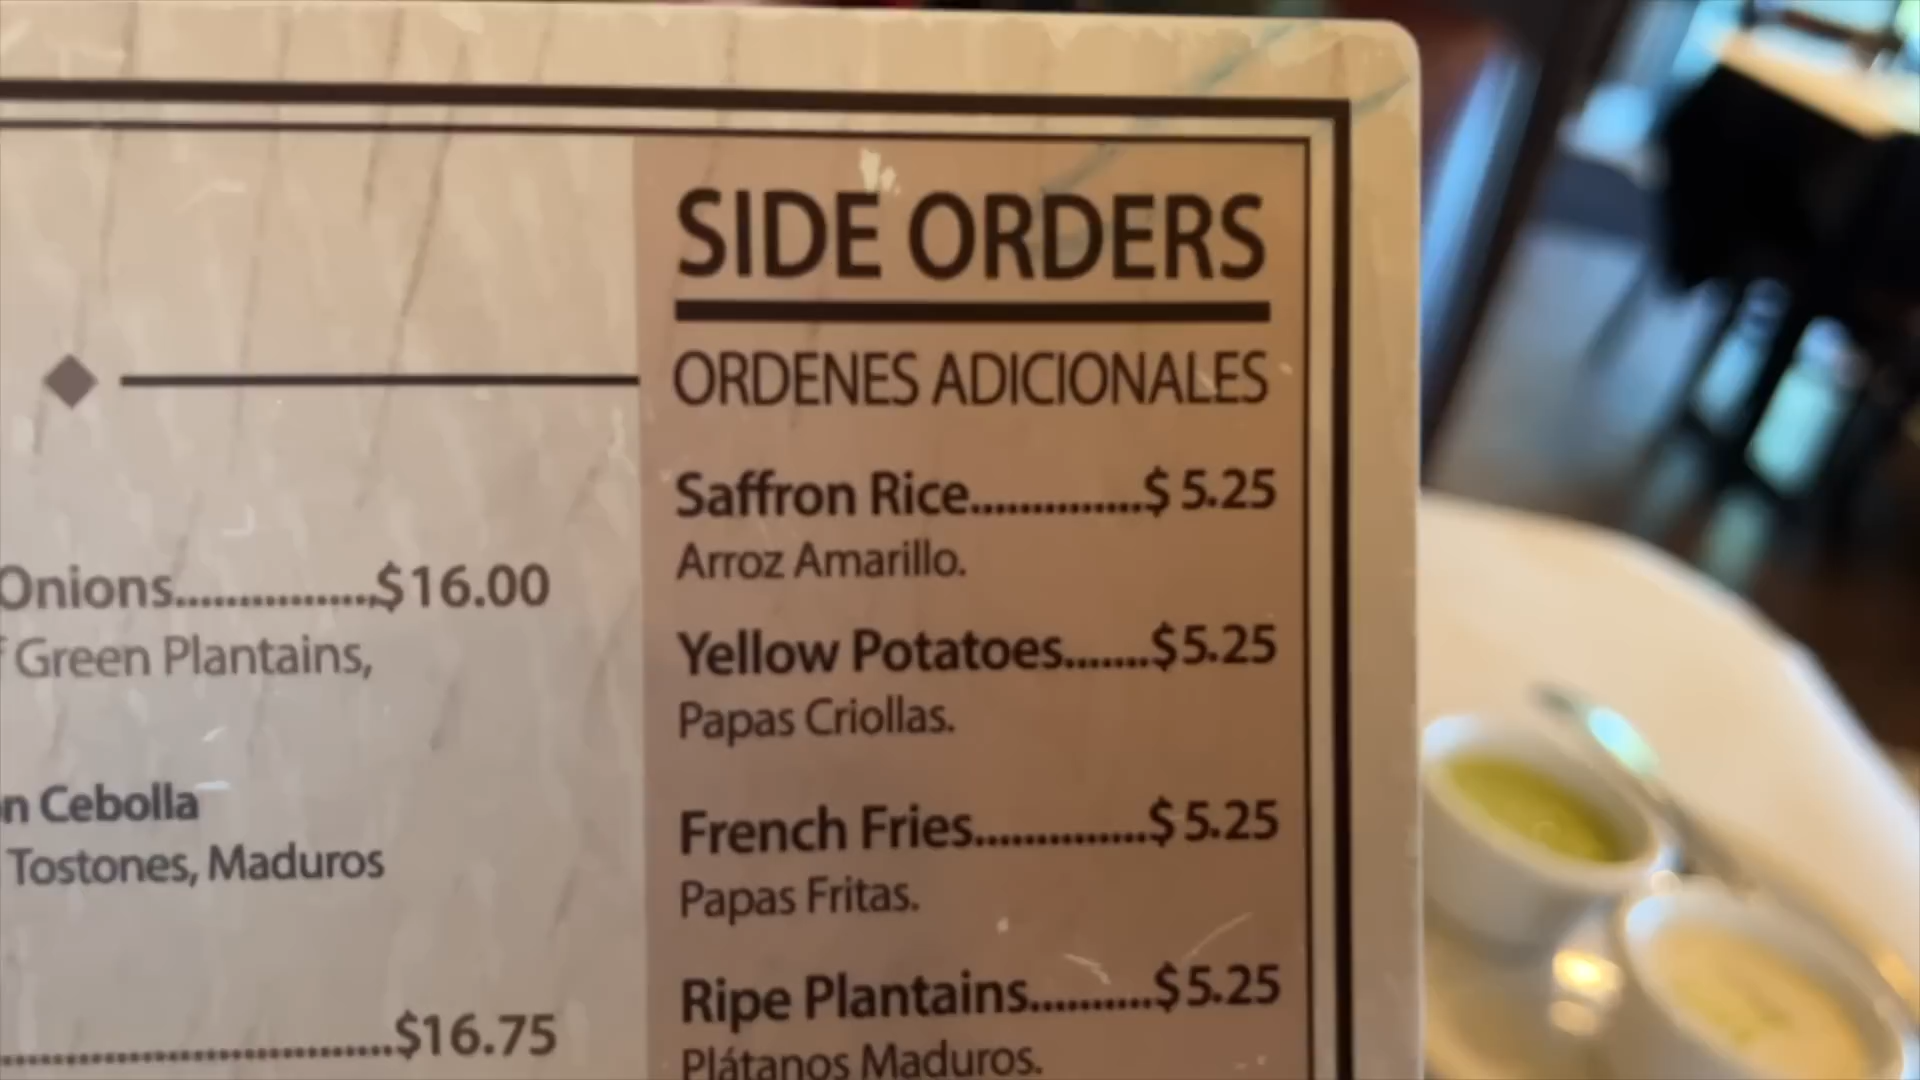 SIDE ORDERS
ORDENES ADICIONALES
Saffron Rice..............$ 5.25
Arroz Amarillo.
Yellow Potatoes.......$5.25
Papas Criollas.
French Fries..............$ 5.25
Papas Fritas.
Ripe Plantains..........$5.25
Plátanos Maduros.
Onions................$16.00
Green Plantains,
Cebolla
Tostones, Maduros
.................................$16.75